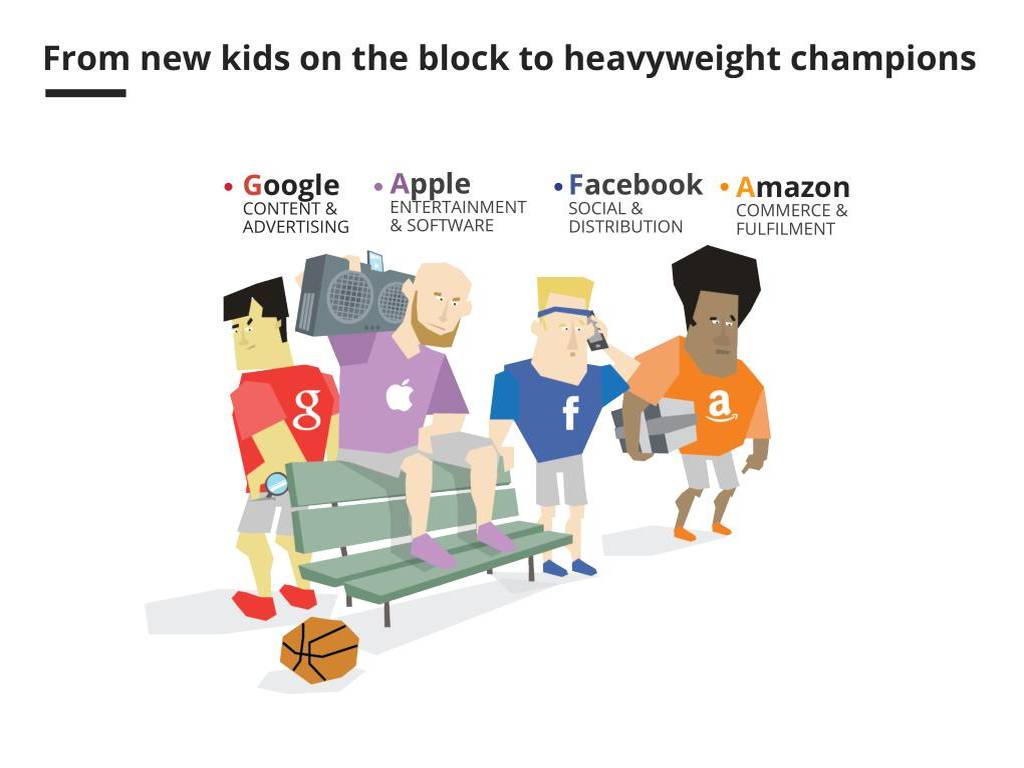 From new kids on the block to heavyweight champions
• Google
CONTENT &
ADVERTISING
• Apple
ENTERTAINMENT
& SOFTWARE
• Facebook
SOCIAL &
DISTRIBUTION
• Amazon
COMMERCE &
FULFILMENT
g
f
a